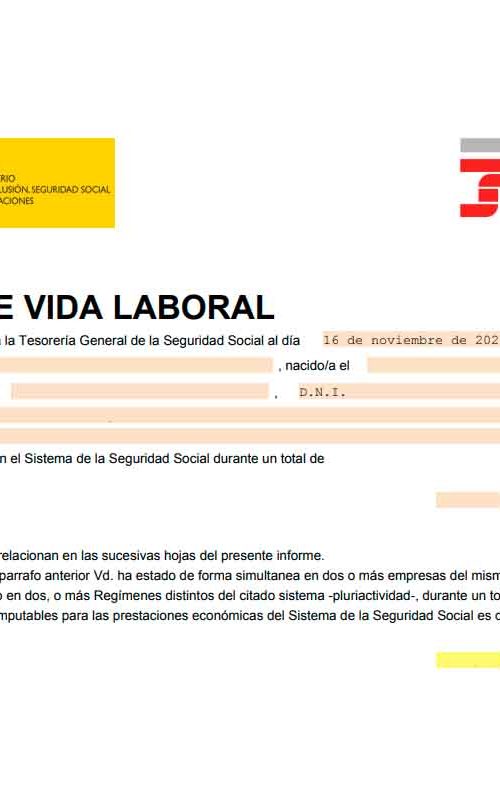 RIO
LUSIÓN, SEGURIDAD SOCIAL
ACIONES
E VIDA LABORAL
la Tesorería General de la Seguridad Social al día 16 de noviembre de 202
, nacido/a el
, D.N.I.
n el Sistema de la Seguridad Social durante un total de
relacionan en las sucesivas hojas del presente informe.
parrafo anterior Vd. ha estado de forma simultanea en dos o más empresas del mism
o en dos, o más Regímenes distintos del citado sistema -pluriactividad-, durante un to
mputables para las prestaciones económicas del Sistema de la Seguridad Social es d